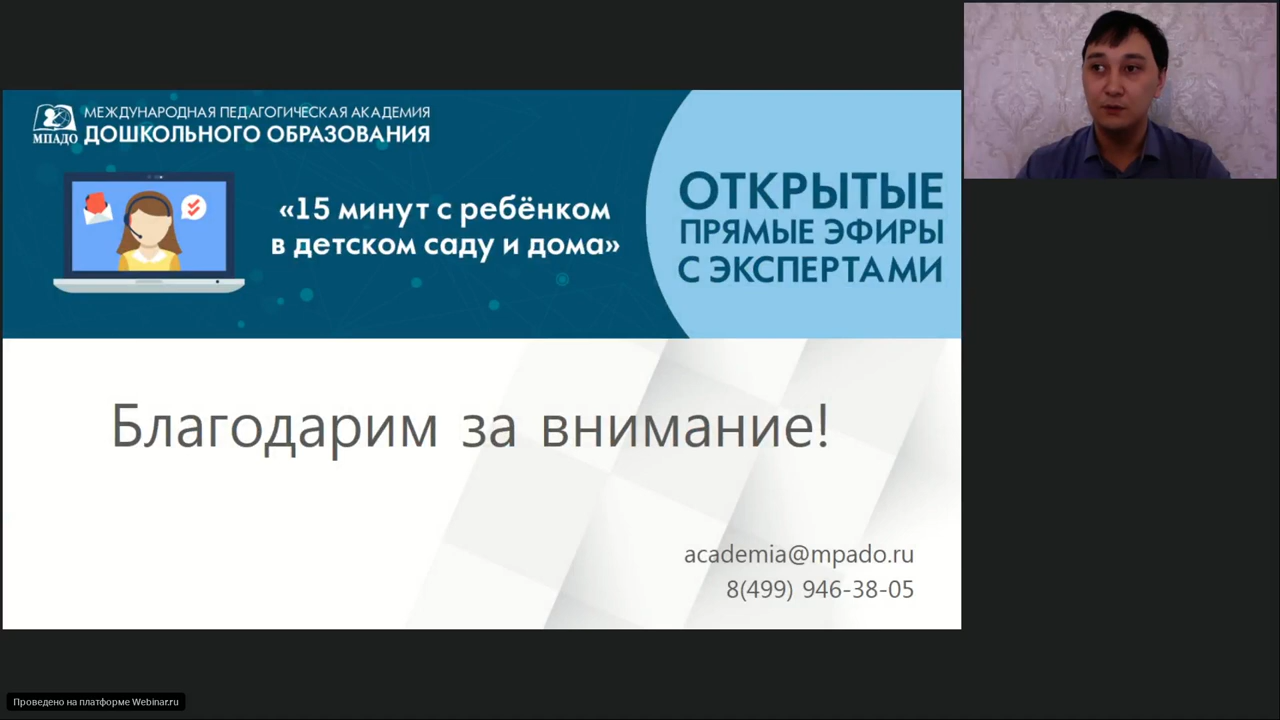 МЕЖДУНАРОДНАЯ ПЕДАГОГИЧЕСКАЯ АКАДЕМИЯ
МПАДО ДОШКОЛЬНОГО ОБРАЗОВАНИЯ
«15 минут с ребёнком
в детском саду и дома»
ОТКРЫТЫЕ
ПРЯМЫЕ ЭФИРЫ
С ЭКСПЕРТАМИ
Благодарим за внимание!
academia@mpado.ru
8(499) 946-38-05
Проведено на платформе Webinar.ru